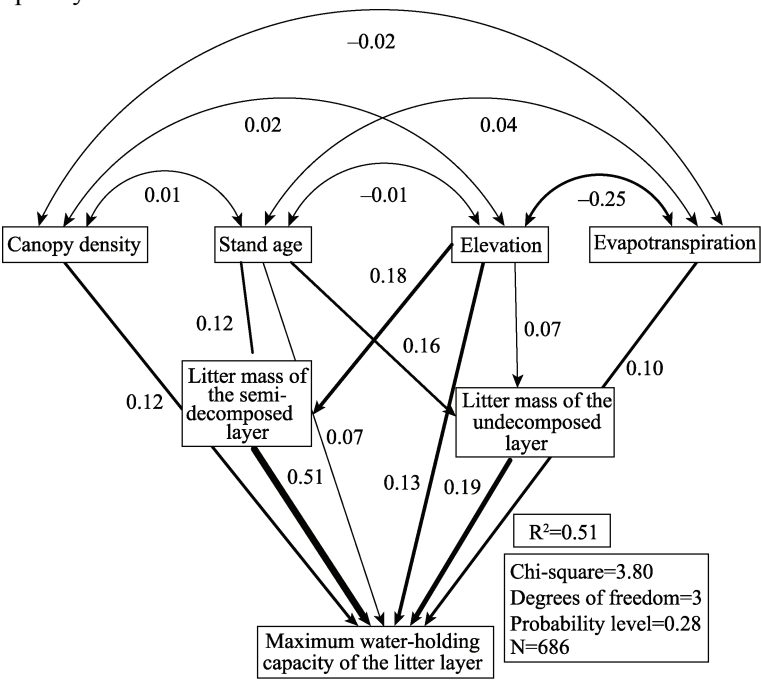 –0.02
0.02
0.04
0.01
–0.01
–0.25
Canopy density
Stand age
Elevation
Evapotranspiration
0.18
0.12
0.07
0.16
0.10
0.12
Litter mass of
the semi-
decomposed
layer
Litter mass of the
undecomposed
layer
0.07
0.51
0.13
0.19
R²=0.51
Chi-square=3.80
Degrees of freedom=3
Probability level=0.28
N=686
Maximum water-holding
capacity of the litter layer